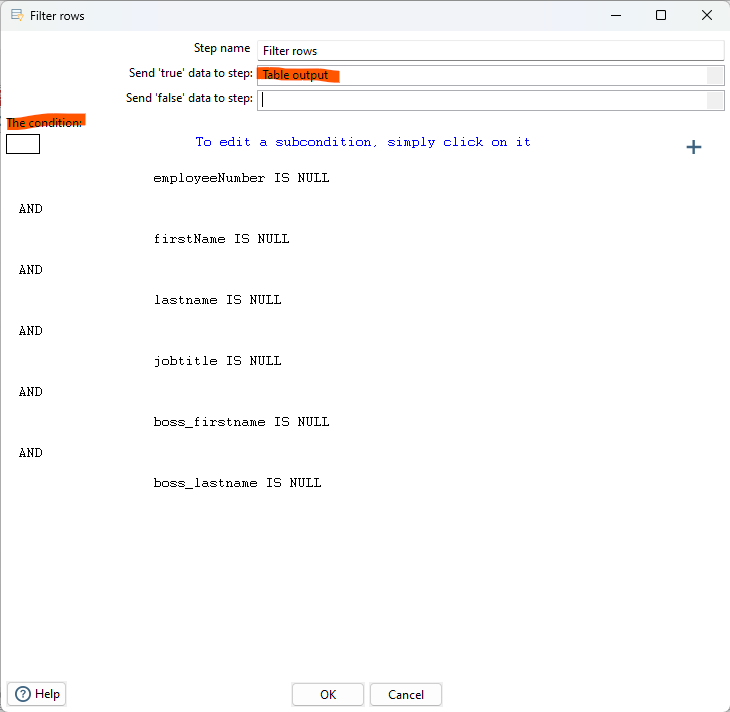 Filter rows
Step name Filter rows
Send 'true' data to step: Table output
Send 'false' data to step:
The condition:
To edit a subcondition, simply click on it
employeeNumber IS NULL
AND
firstName IS NULL
AND
lastname IS NULL
AND
jobtitle IS NULL
AND
boss_firstname IS NULL
AND
boss_lastname IS NULL
Help OK Cancel